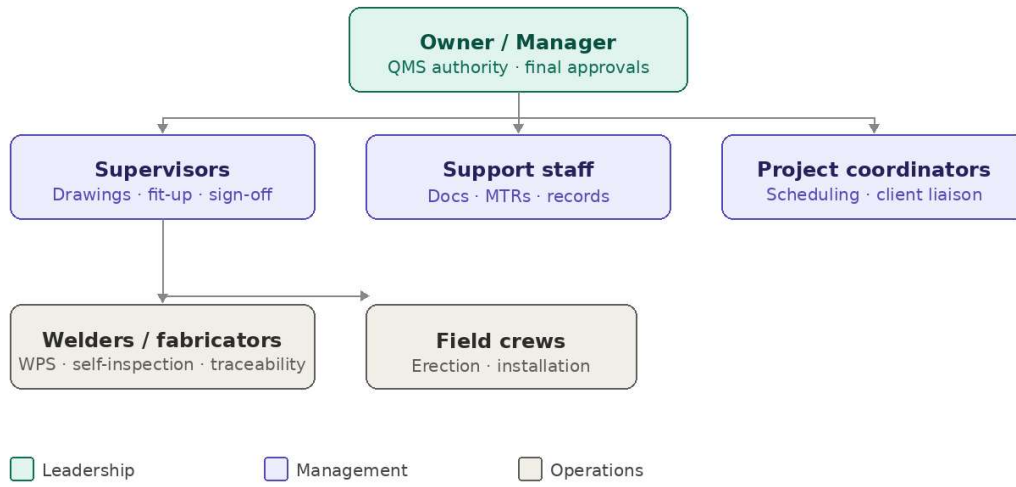 Owner / Manager
QMS authority · final approvals
Supervisors
Drawings · fit-up · sign-off
Support staff
Docs · MTRs · records
Project coordinators
Scheduling · client liaison
Welders / fabricators
WPS · self-inspection · traceability
Field crews
Erection · installation
Leadership
Management
Operations